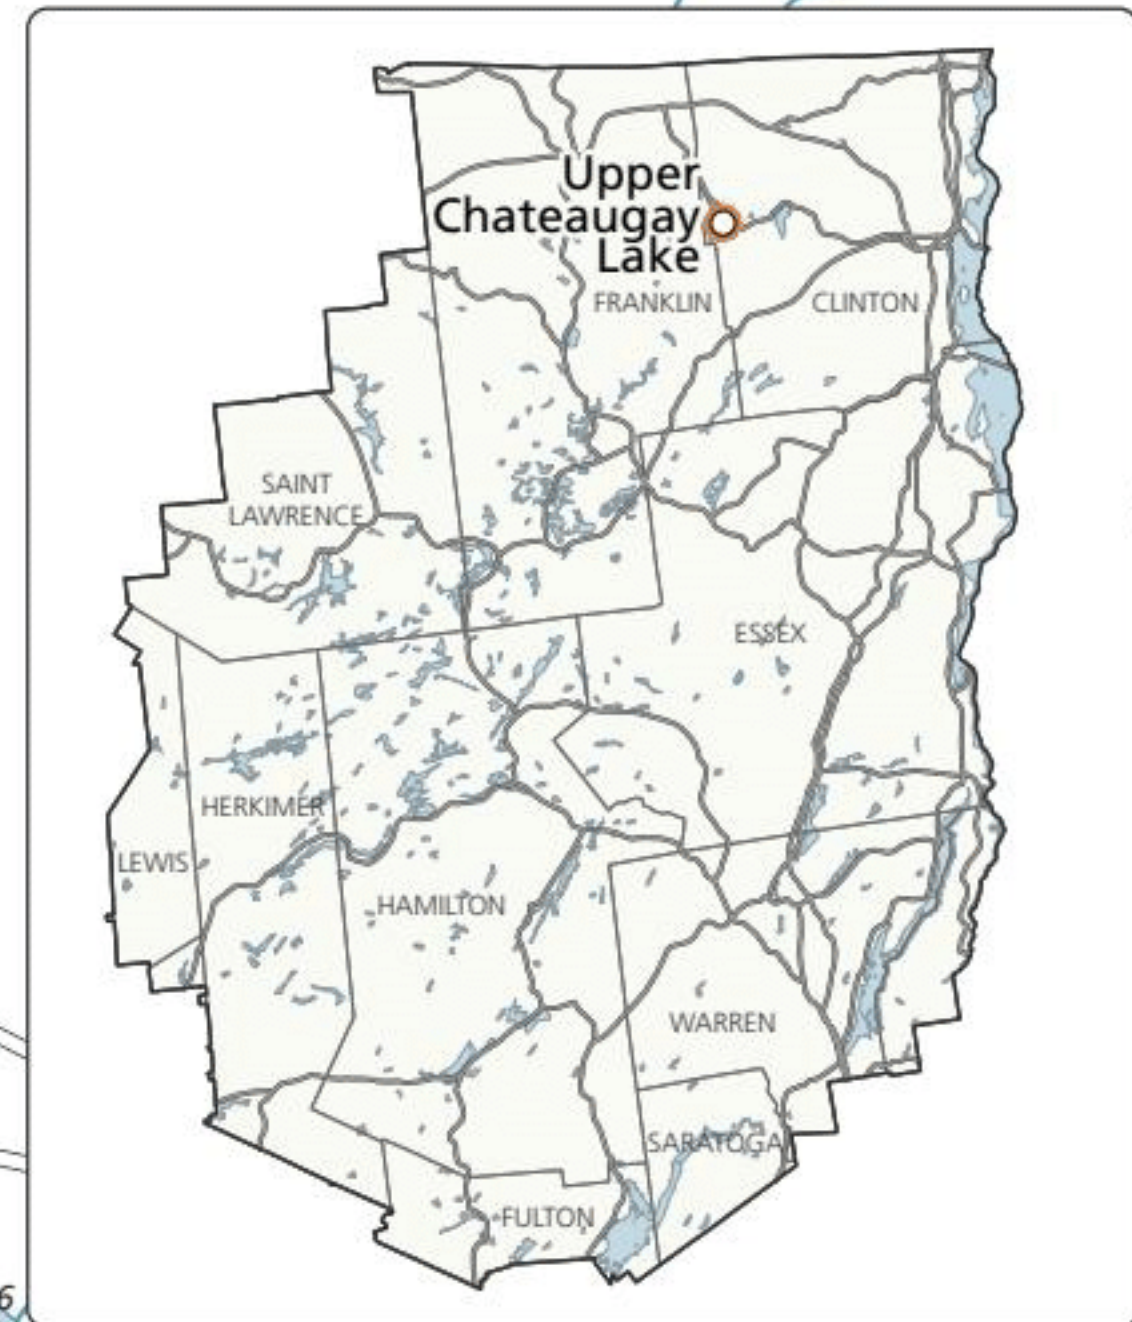 Upper
Chateaugay
Lake
FRANKLIN
CLINTON
SAINT
LAWRENCE
ESSEX
HERKIMER
LEWIS
HAMILTON
WARREN
SARATOGA
FULTON
6